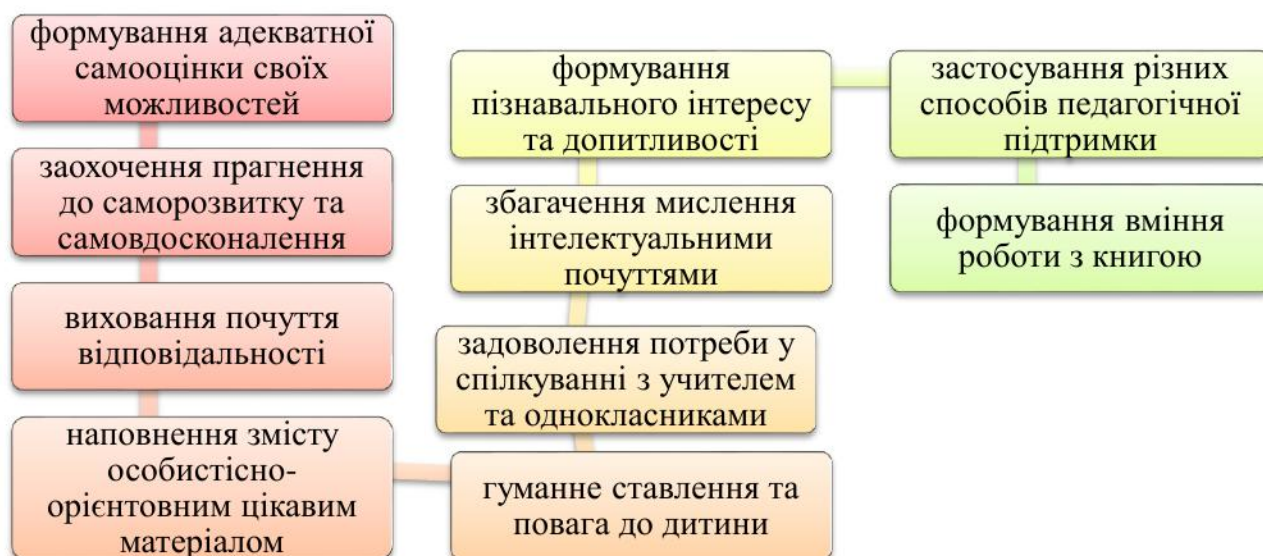 формування адекватної
самооцінки своїх
можливостей
заохочення прагнення
до саморозвитку та
самовдосконалення
виховання почуття
відповідальності
наповнення змісту
особистісно-
орієнтовним цікавим
матеріалом
гуманне ставлення та
повага до дитини
задоволення потреби у
спілкуванні з учителем
та однокласниками
збагачення мислення
інтелектуальними
почуттями
формування
пізнавального інтересу
та допитливості
застосування різних
способів педагогічної
підтримки
формування вміння
роботи з книгою